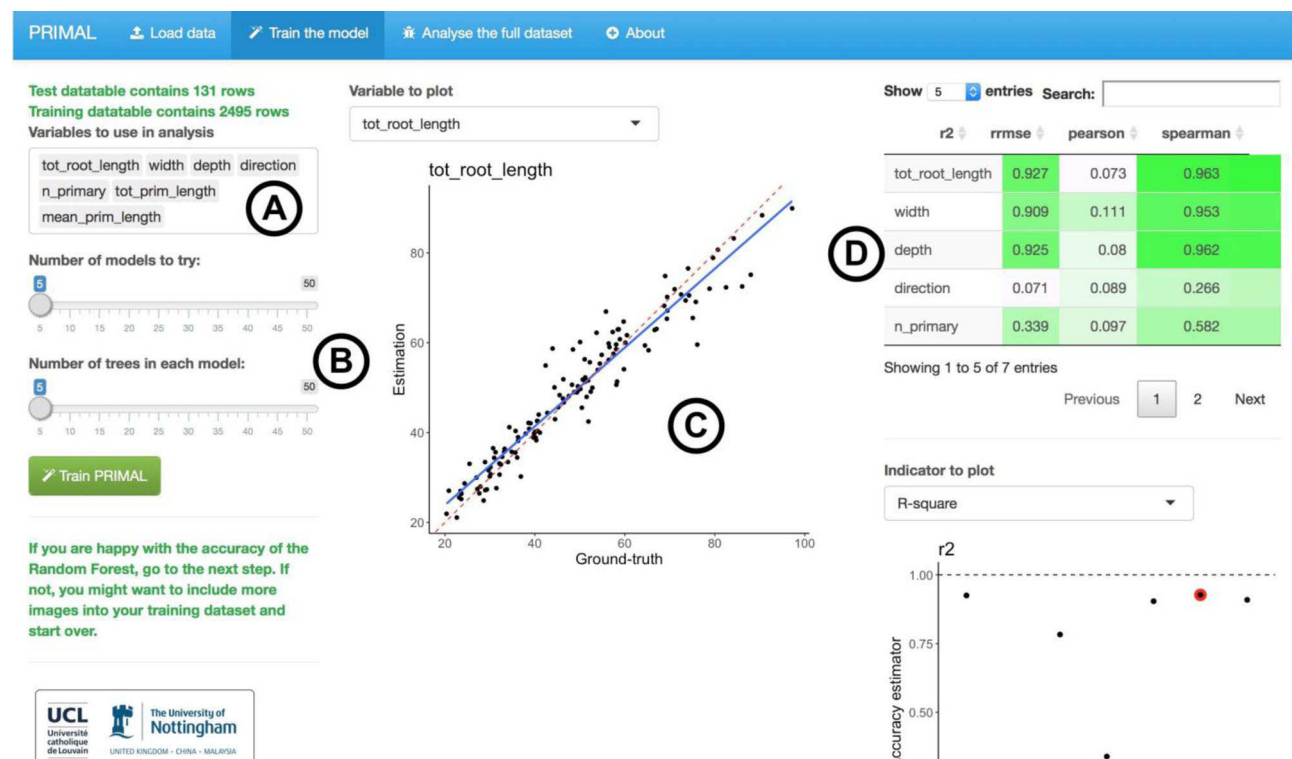 PRIMAL Load data Train the model Analyse the full dataset About
Test datatable contains 131 rows
Training datatable contains 2495 rows
Variables to use in analysis
tot_root_length width depth direction
n_primary tot_prim_length
mean_prim_length
A
Number of models to try:
5 50
5 10 15 20 25 30 35 40 45 50
B
Number of trees in each model:
5 50
5 10 15 20 25 30 35 40 45 50
Train PRIMAL
If you are happy with the accuracy of the
Random Forest, go to the next step. If
not, you might want to include more
images into your training dataset and
start over.
UCL
Université
catholique
de Louvain
The University of
Nottingham
UNITED KINGDOM · CHINA · MALAYSIA
Variable to plot
tot_root_length
tot_root_length
80
60
40
20
Estimation
20 40 60 80 100
Ground-truth
C
Show 5 entries Search:
r2 rrmse pearson spearman
tot_root_length 0.927 0.073 0.963
width 0.909 0.111 0.953
D
depth 0.925 0.08 0.962
direction 0.071 0.089 0.266
n_primary 0.339 0.097 0.582
Showing 1 to 5 of 7 entries
Previous 1 2 Next
Indicator to plot
R-square
r2
1.00
0.75
0.50
Accuracy estimator